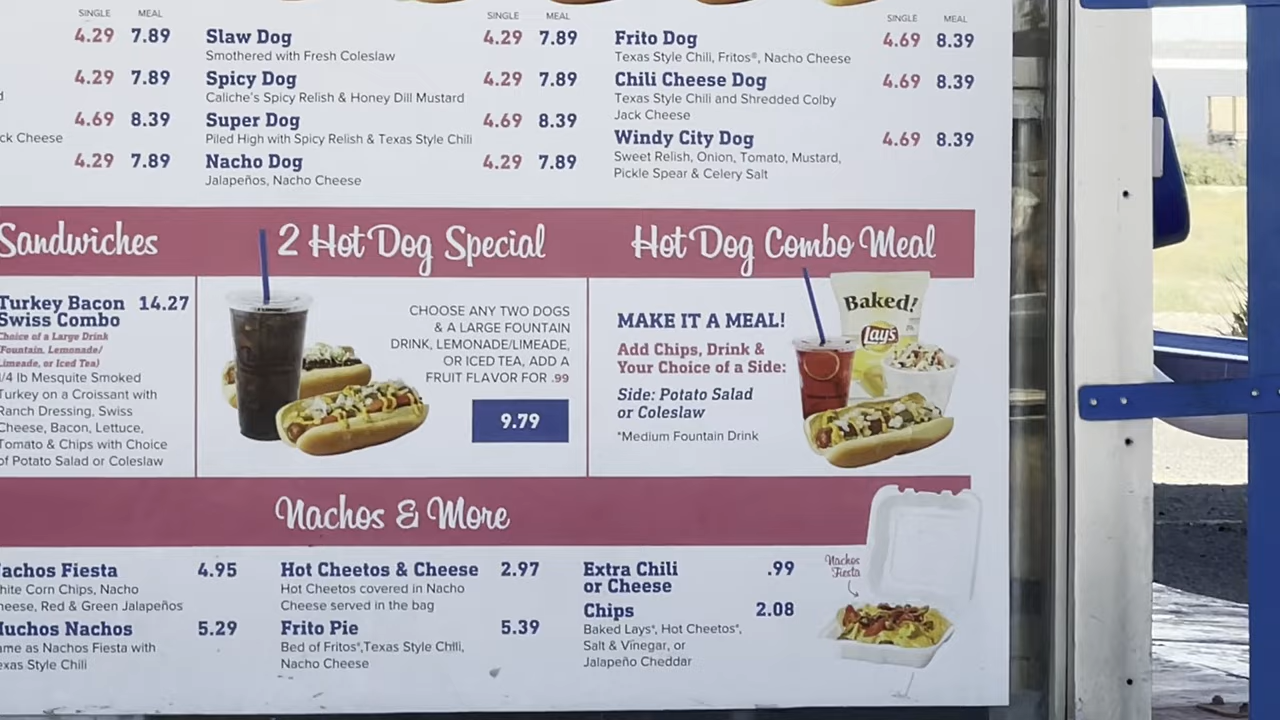 SINGLE MEAL
4.29 7.89
4.29 7.89
ck Cheese 4.69 8.39
4.29 7.89
SINGLE MEAL
Slaw Dog 4.29 7.89
Smothered with Fresh Coleslaw
Spicy Dog 4.29 7.89
Caliche's Spicy Relish & Honey Dill Mustard
Super Dog 4.69 8.39
Piled High with Spicy Relish & Texas Style Chili
Nacho Dog 4.29 7.89
Jalapeños, Nacho Cheese
SINGLE MEAL
Frito Dog 4.69 8.39
Texas Style Chili, Fritos®, Nacho Cheese
Chili Cheese Dog 4.69 8.39
Texas Style Chili and Shredded Colby
Jack Cheese
Windy City Dog 4.69 8.39
Sweet Relish, Onion, Tomato, Mustard,
Pickle Spear & Celery Salt
Sandwiches
Turkey Bacon 14.27
Swiss Combo
Choice of a Large Drink
(Fountain, Lemonade/
Limeade, or Iced Tea)
1/4 lb Mesquite Smoked
Turkey on a Croissant with
Ranch Dressing, Swiss
Cheese, Bacon, Lettuce,
Tomato & Chips with Choice
of Potato Salad or Coleslaw
2 Hot Dog Special
CHOOSE ANY TWO DOGS
& A LARGE FOUNTAIN
DRINK, LEMONADE/LIMEADE,
OR ICED TEA, ADD A
FRUIT FLAVOR FOR .99
9.79
Hot Dog Combo Meal
MAKE IT A MEAL!
Add Chips, Drink &
Your Choice of a Side:
Side: Potato Salad
or Coleslaw
*Medium Fountain Drink
Baked!
Lay's
Nachos & More
Nachos Fiesta 4.95
hite Corn Chips, Nacho
heese, Red & Green Jalapeños
Muchos Nachos 5.29
ame as Nachos Fiesta with
exas Style Chili
Hot Cheetos & Cheese 2.97
Hot Cheetos covered in Nacho
Cheese served in the bag
Frito Pie 5.39
Bed of Fritos®,Texas Style Chili,
Nacho Cheese
Extra Chili .99
or Cheese
Chips 2.08
Baked Lays®, Hot Cheetos®,
Salt & Vinegar, or
Jalapeño Cheddar
Nachos
Fiesta